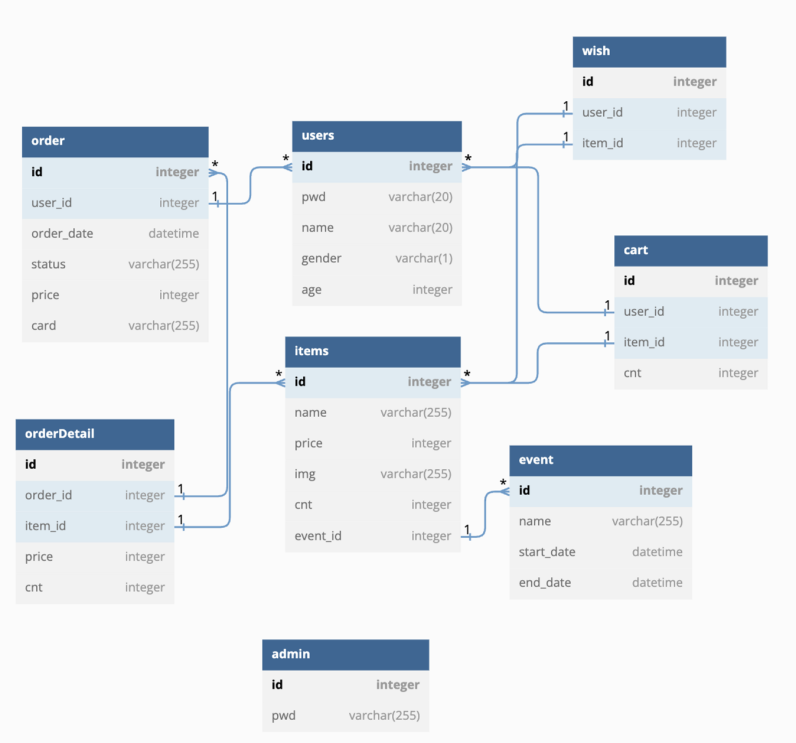 wish
id integer
user_id integer
item_id integer
1
1
order
id integer
user_id integer
order_date datetime
status varchar(255)
price integer
card varchar(255)
*
1
users
id integer
pwd varchar(20)
name varchar(20)
gender varchar(1)
age integer
*
*
cart
id integer
user_id integer
item_id integer
cnt integer
1
1
items
id integer
name varchar(255)
price integer
img varchar(255)
cnt integer
event_id integer
*
*
1
orderDetail
id integer
order_id integer
item_id integer
price integer
cnt integer
1
1
event
id integer
name varchar(255)
start_date datetime
end_date datetime
*
admin
id integer
pwd varchar(255)